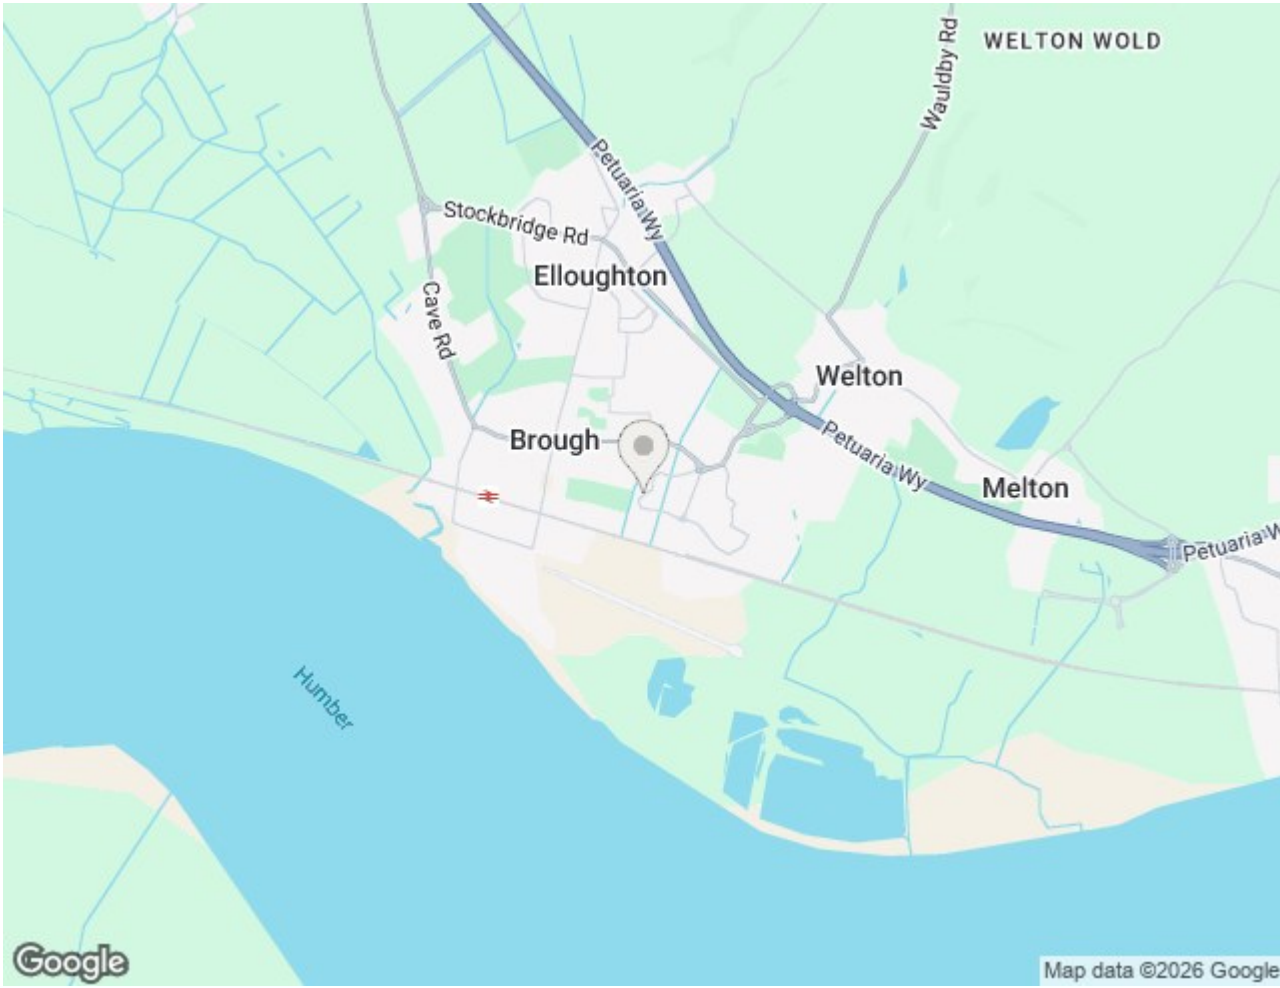 WELTON WOLD
Wauldby Rd
Petuaria Wy
Stockbridge Rd
Elloughton
Cave Rd
Welton
Brough
Petuaria Wy
Melton
Petuaria W
Humber
Google
Map data ©2026 Google